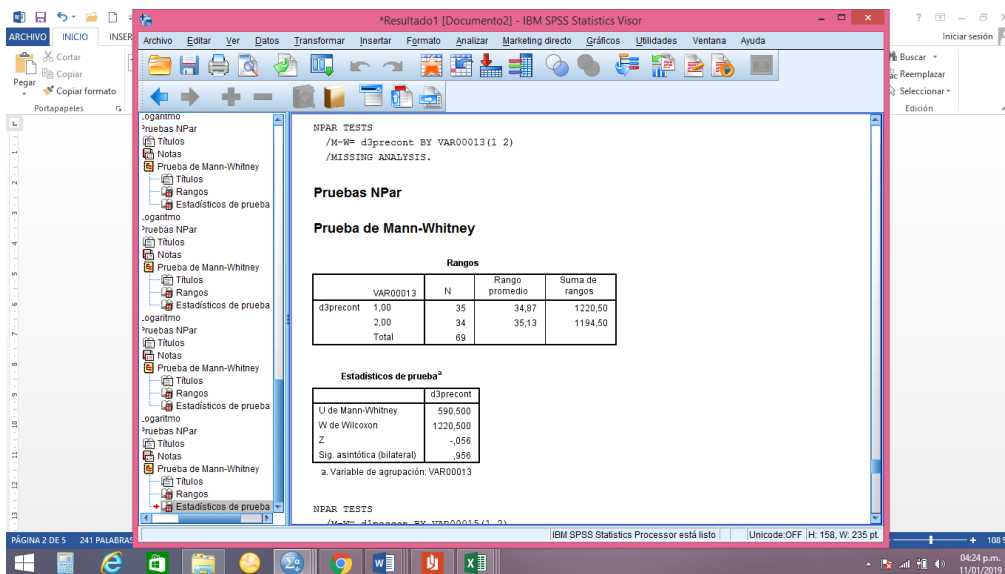 *Resultado1 [Documento2] - IBM SPSS Statistics Visor
ARCHIVO INICIO INSER
Iniciar sesión
Pegar
Cortar
Copiar
Copiar formato
Portapapeles
Buscar
Reemplazar
Seleccionar
Edición
Archivo Editar Ver Datos Transformar Insertar Formato Analizar Marketing directo Gráficos Utilidades Ventana Ayuda
.ogaritmo
Pruebas NPar
Títulos
Notas
Prueba de Mann-Whitney
Títulos
Rangos
Estadísticos de prueba
.ogaritmo
Pruebas NPar
Títulos
Notas
Prueba de Mann-Whitney
Títulos
Rangos
Estadísticos de prueba
.ogaritmo
Pruebas NPar
Títulos
Notas
Prueba de Mann-Whitney
Títulos
Rangos
Estadísticos de prueba
.ogaritmo
Pruebas NPar
Títulos
Notas
Prueba de Mann-Whitney
Títulos
Rangos
Estadísticos de prueba
NPAR TESTS
/M-W= d3precont BY VAR00013(1 2)
/MISSING ANALYSIS.
Pruebas NPar
Prueba de Mann-Whitney
Rangos
VAR00013 N Rango promedio Suma de rangos
d3precont 1,00 35 34,87 1220,50
2,00 34 35,13 1194,50
Total 69
Estadísticos de prueba a
d3precont
U de Mann-Whitney 590,500
W de Wilcoxon 1220,500
Z -,056
Sig. asintótica (bilateral) ,956
a. Variable de agrupación: VAR00013
NPAR TESTS
IBM SPSS Statistics Processor está listo Unicode:OFF H: 158, W: 235 pt.
PÁGINA 2 DE 5 241 PALABRAS
108
04:24 p.m.
11/01/2019